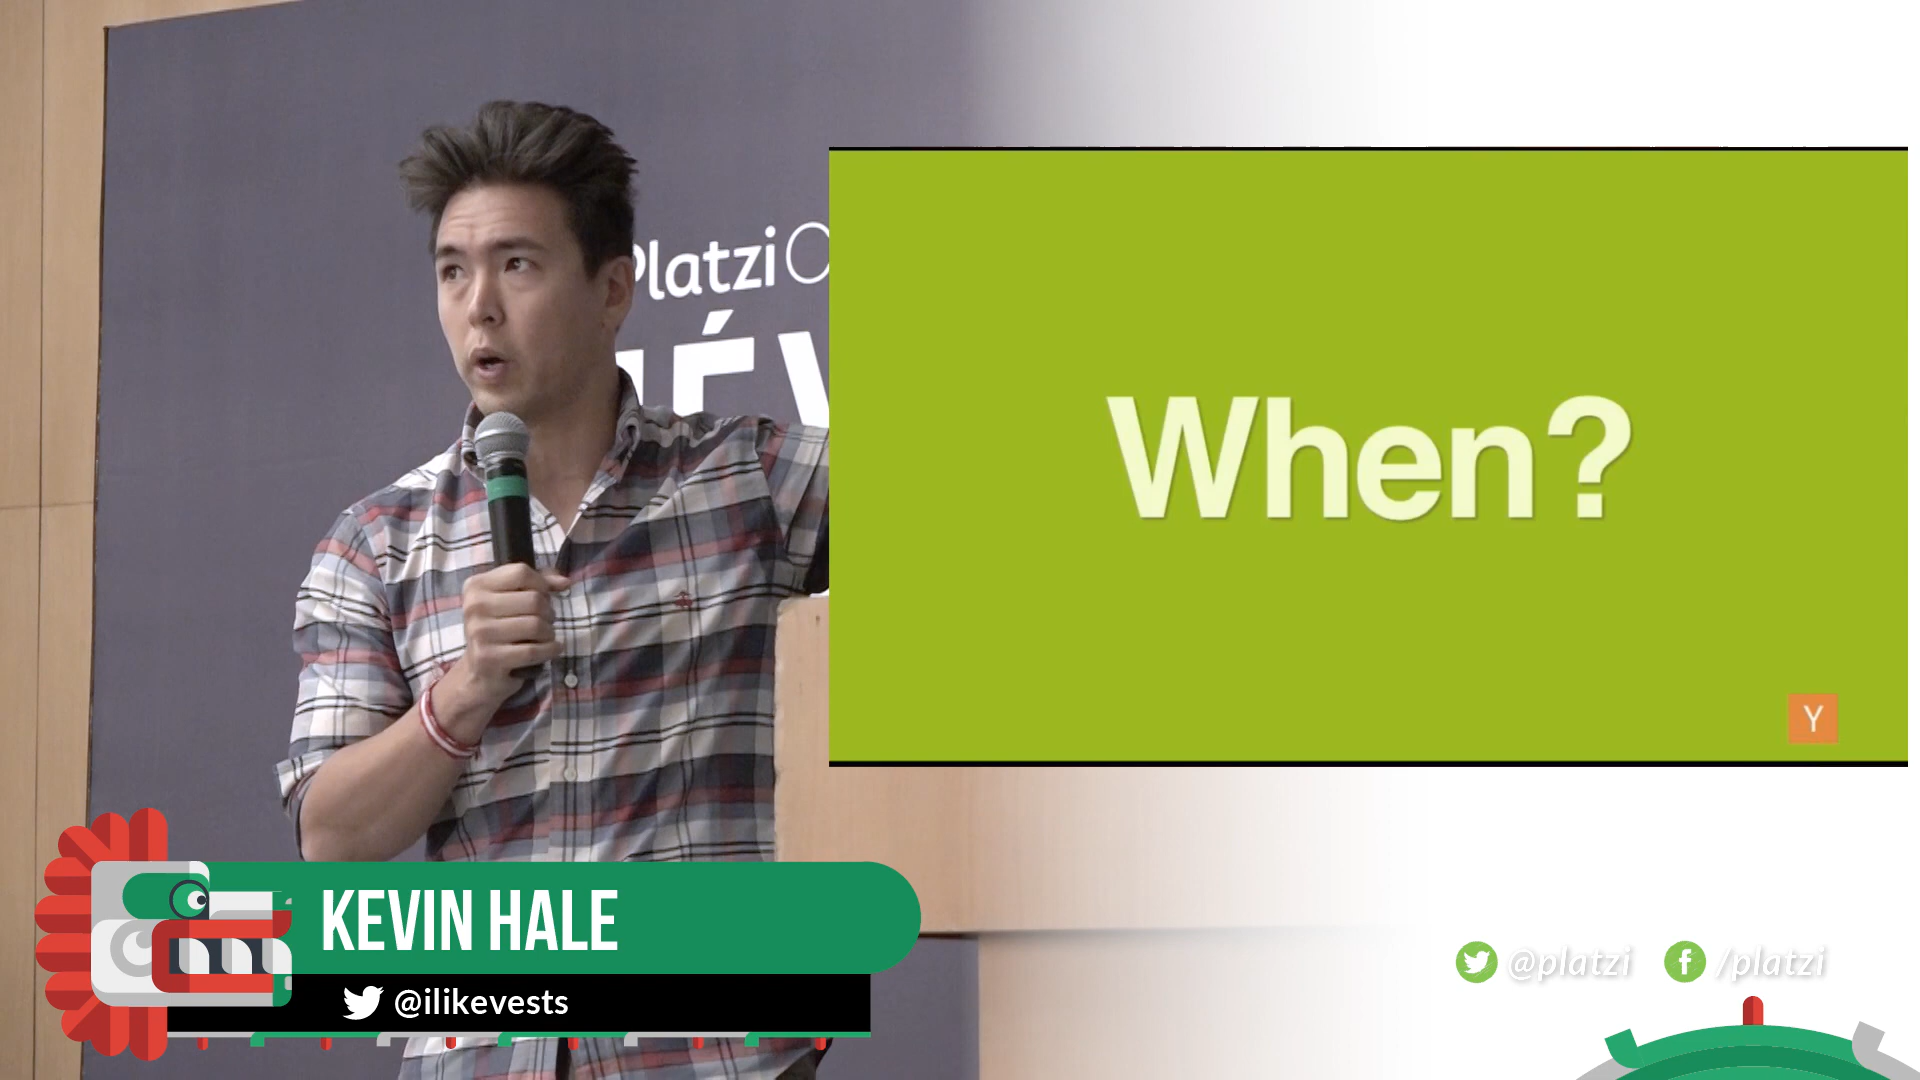 Platzi
When?
Y
KEVIN HALE
@ilikevests
@platzi
/platzi